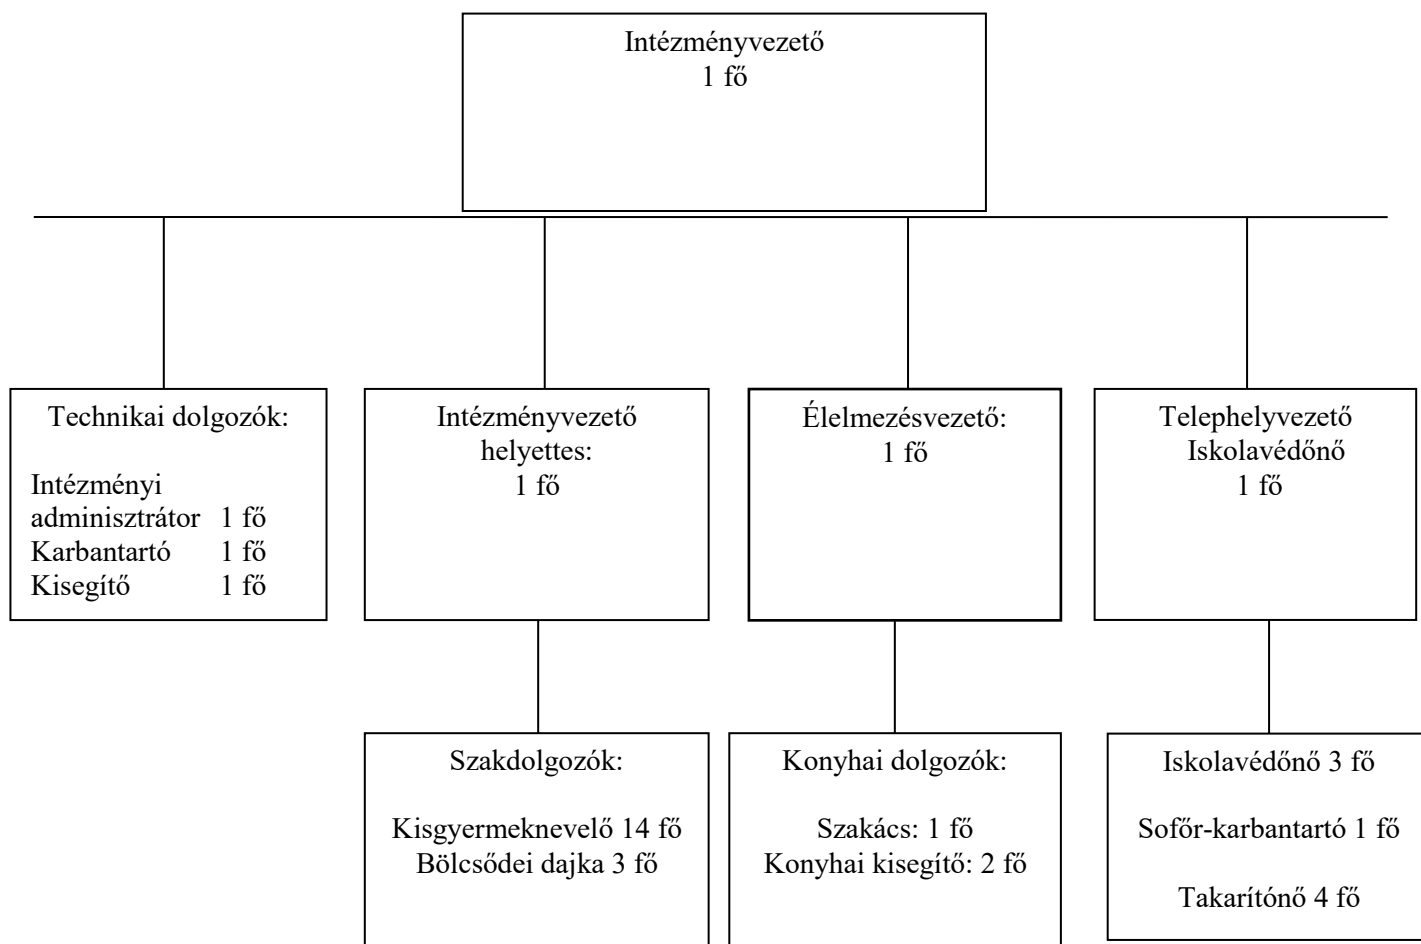 Intézményvezető
1 fő
Technikai dolgozók:
Intézményi
adminisztrátor 1 fő
Karbantartó 1 fő
Kisegítő 1 fő
Intézményvezető
helyettes:
1 fő
Élelmezésvezető:
1 fő
Telephelyvezető
Iskolavédőnő
1 fő
Szakdolgozók:
Kisgyermeknevelő 14 fő
Bölcsődei dajka 3 fő
Konyhai dolgozók:
Szakács: 1 fő
Konyhai kisegítő: 2 fő
Iskolavédőnő 3 fő
Sofőr-karbantartó 1 fő
Takarítónő 4 fő